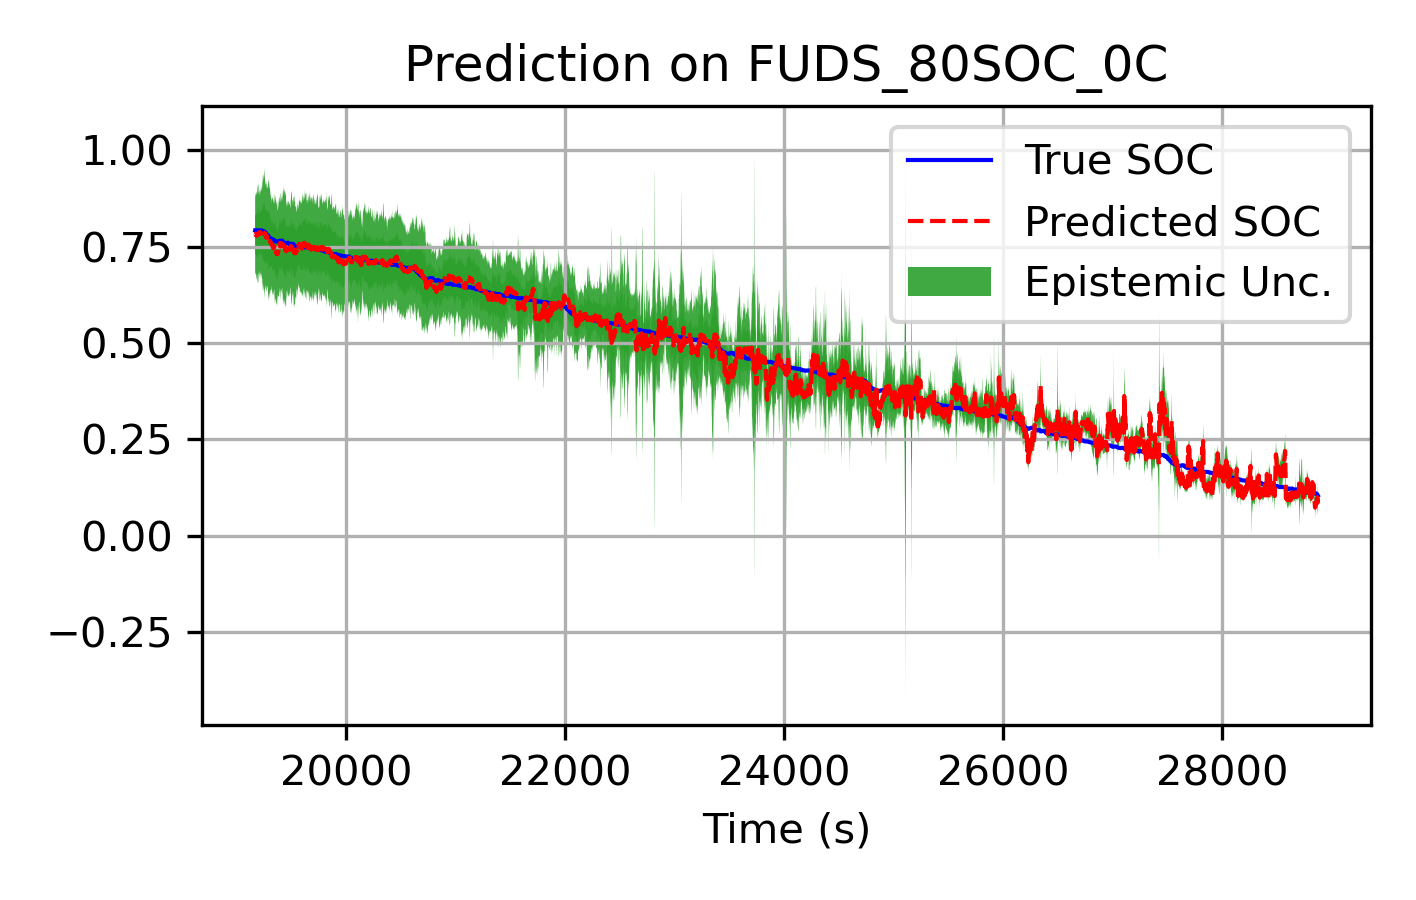 Prediction on FUDS_80SOC_0C
True SOC
Predicted SOC
Epistemic Unc.
1.00
0.75
0.50
0.25
0.00
−0.25
20000 22000 24000 26000 28000
Time (s)